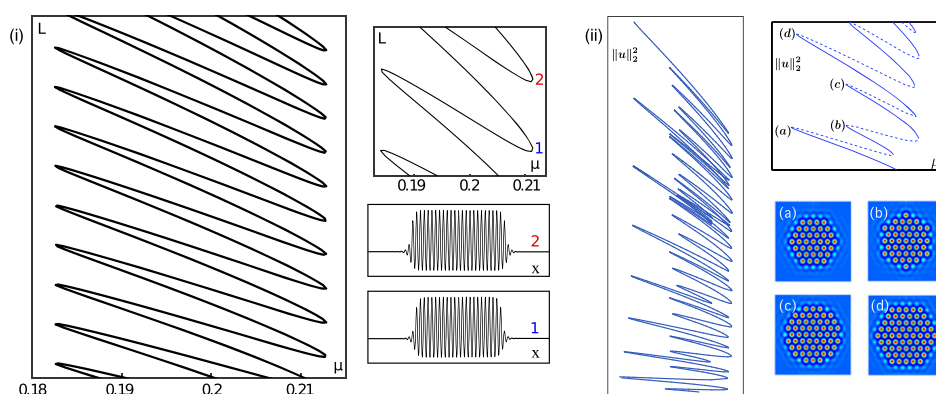 (i)
L
μ
0.18
0.19
0.2
0.21
L
2
1
μ
0.19
0.2
0.21
2
x
1
x
(ii)
‖u‖₂²
(d)
‖u‖₂²
(c)
(a)
(b)
μ
(a)
(b)
(c)
(d)